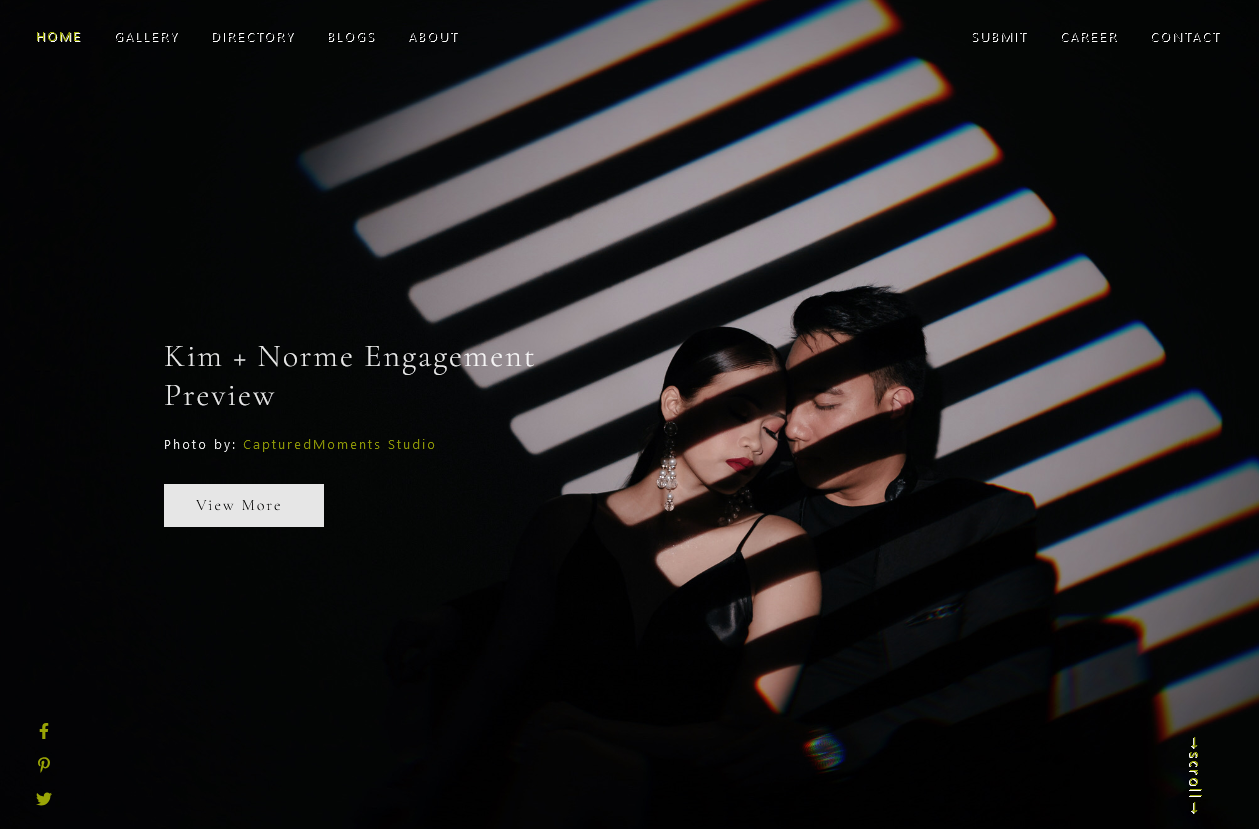 HOME GALLERY DIRECTORY BLOGS ABOUT SUBMIT CAREER CONTACT
Kim + Norme Engagement
Preview
Photo by: CapturedMoments Studio
View More
←scroll→